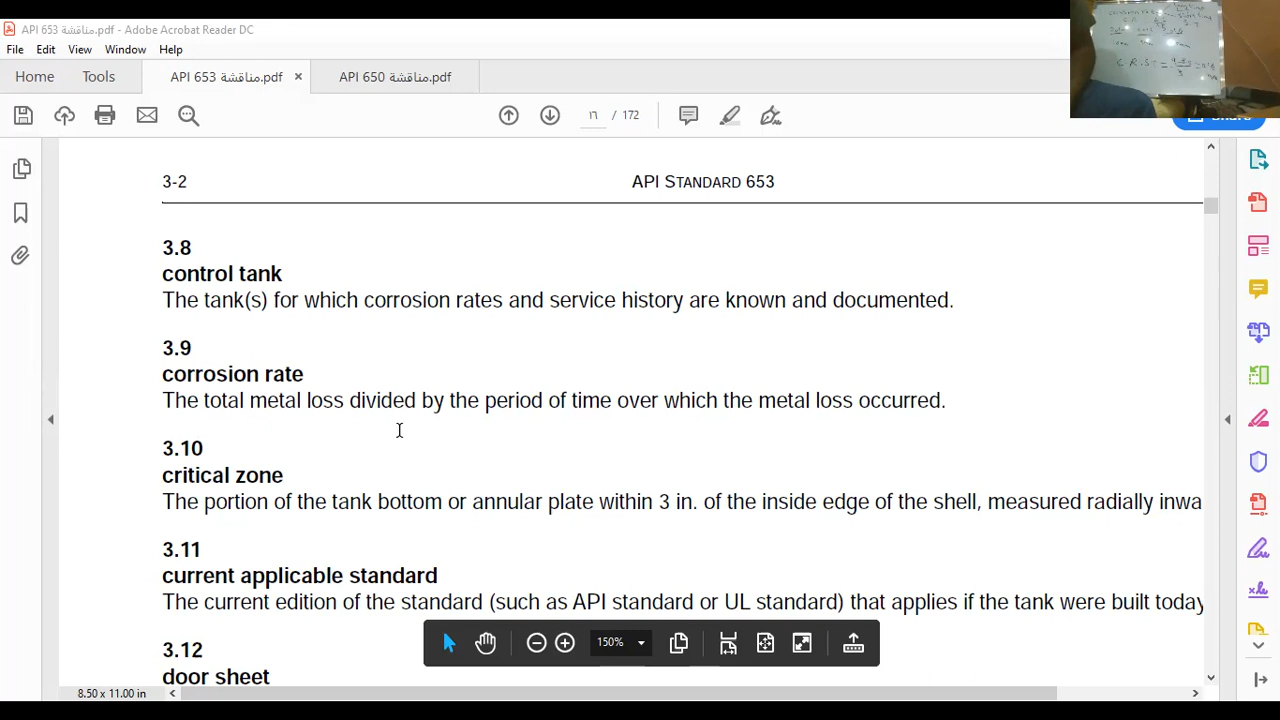 API 653 مناقشة.pdf - Adobe Acrobat Reader DC
File Edit View Window Help
Home Tools API 653 مناقشة.pdf × API 650 مناقشة.pdf
١٦ / 172
Share
3-2 API STANDARD 653
3.8
control tank
The tank(s) for which corrosion rates and service history are known and documented.
3.9
corrosion rate
The total metal loss divided by the period of time over which the metal loss occurred.
3.10
critical zone
The portion of the tank bottom or annular plate within 3 in. of the inside edge of the shell, measured radially inwa
3.11
current applicable standard
The current edition of the standard (such as API standard or UL standard) that applies if the tank were built today
3.12
door sheet
150%
8.50 x 11.00 in